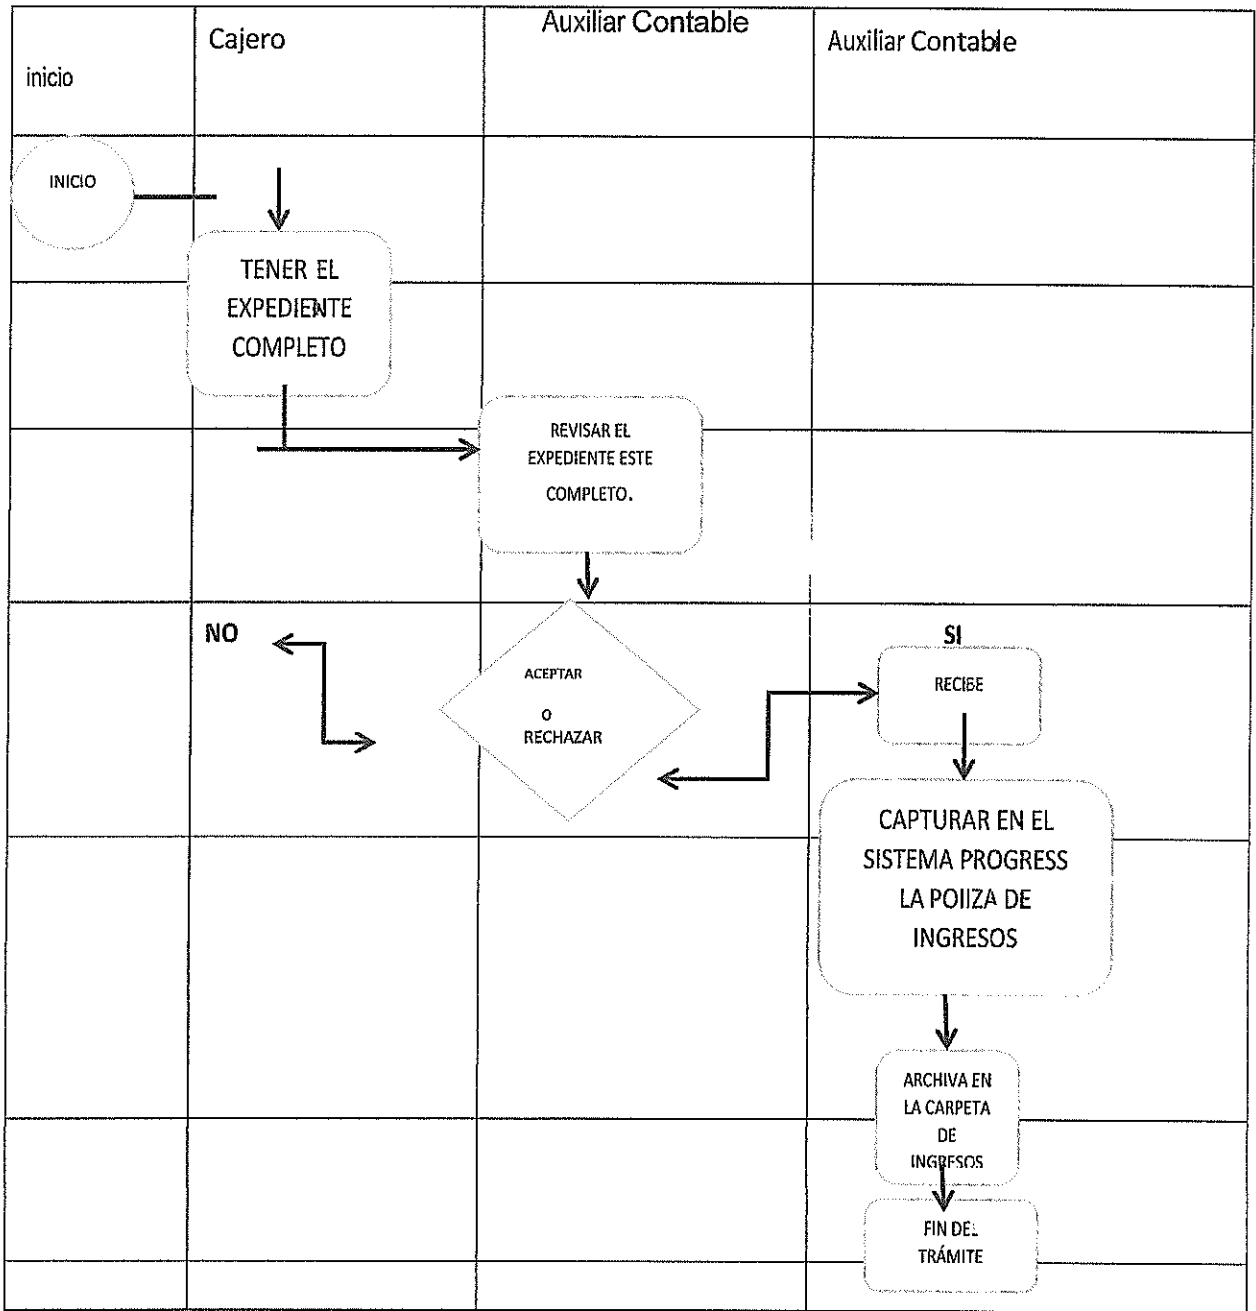 inicio
Cajero
Auxiliar Contable
Auxiliar Contable
INICIO
TENER EL
EXPEDIENTE
COMPLETO
REVISAR EL
EXPEDIENTE ESTE
COMPLETO.
NO
ACEPTAR
O
RECHAZAR
SI
RECIBE
CAPTURAR EN EL
SISTEMA PROGRESS
LA POIIZA DE
INGRESOS
ARCHIVA EN
LA CARPETA
DE
INGRESOS
FIN DEL
TRÁMITE